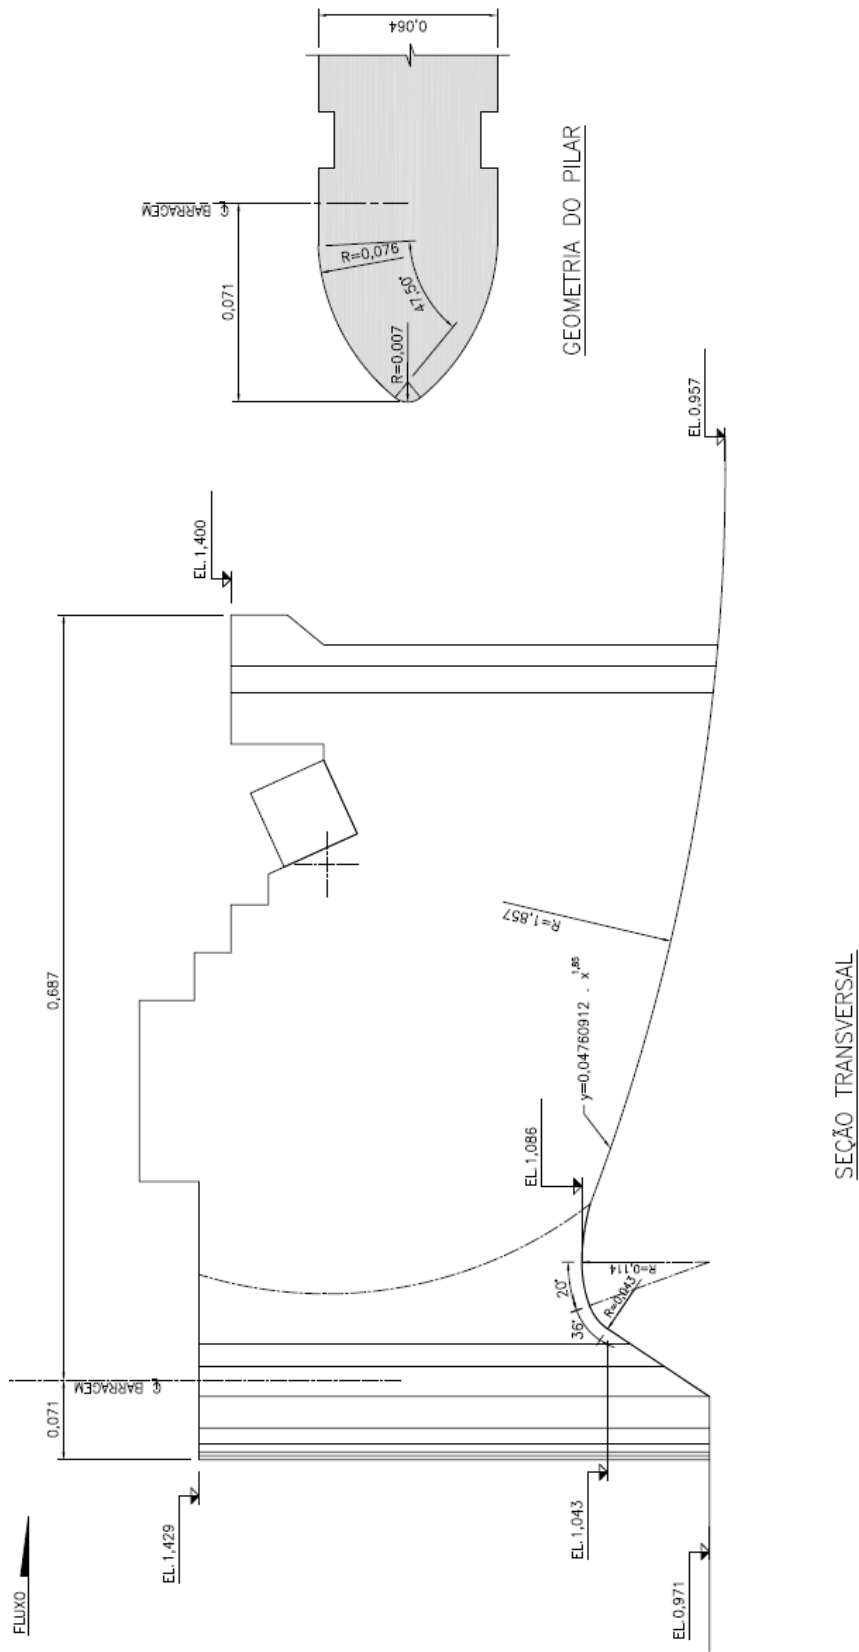 0,064
℄ BARRAGEM
0,071
R=0,076
47,50°
R=0,007
GEOMETRIA DO PILAR
EL.0,957
EL.1,400
0,687
R=1,857
y=0,04760912 . x^1,85
EL.1,086
R=0,114
20°
R=0,043
36°
℄ BARRAGEM
0,071
EL.1,429
EL.1,043
EL.0,971
FLUXO
SEÇÃO TRANSVERSAL